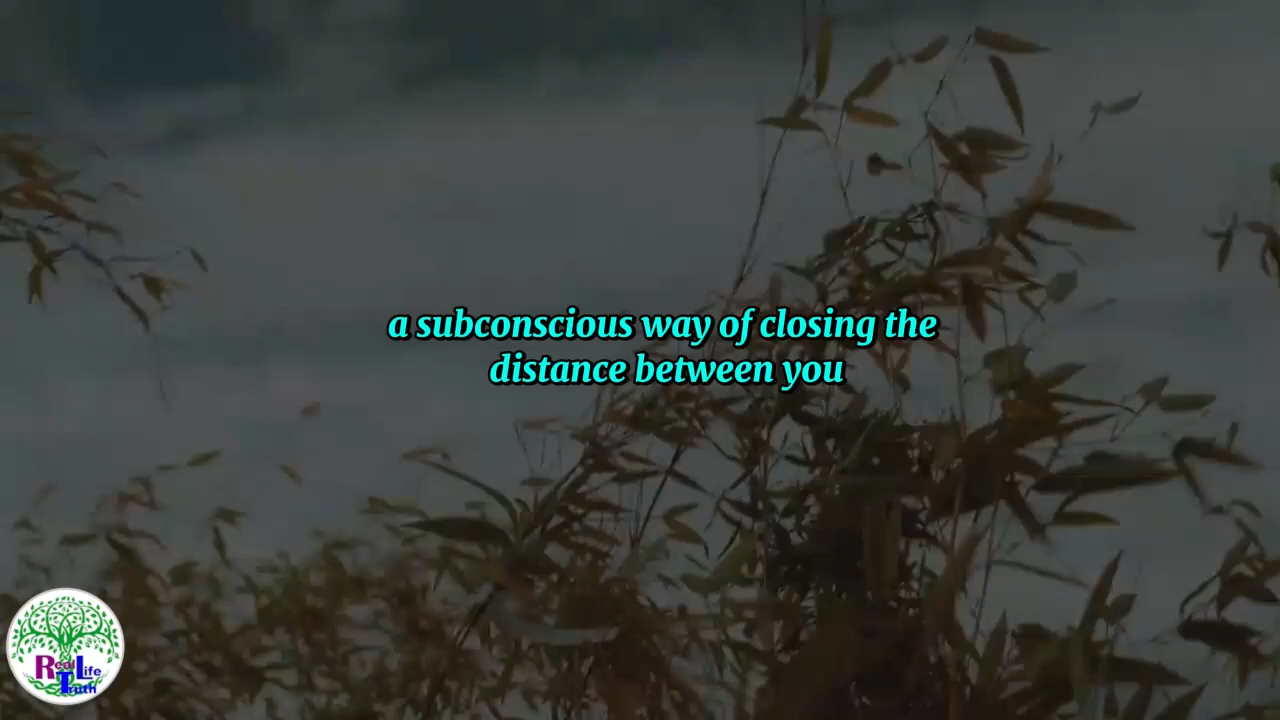 a subconscious way of closing the
distance between you
Real Life
Truth